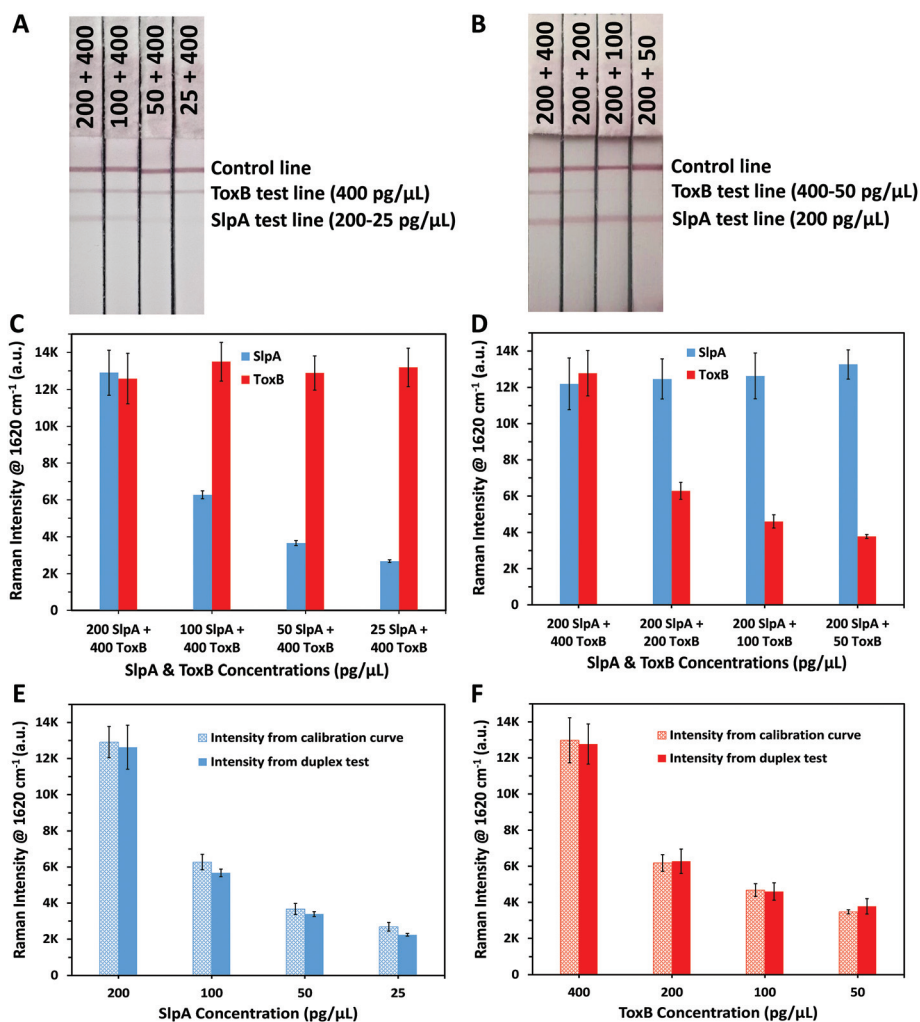 A
200 + 400
100 + 400
50 + 400
25 + 400
Control line
ToxB test line (400 pg/μL)
SlpA test line (200-25 pg/μL)
B
200 + 400
200 + 200
200 + 100
200 + 50
Control line
ToxB test line (400-50 pg/μL)
SlpA test line (200 pg/μL)
C
Raman Intensity @ 1620 cm⁻¹ (a.u.)
14K
12K
10K
8K
6K
4K
2K
0
SlpA
ToxB
200 SlpA + 100 SlpA + 50 SlpA + 25 SlpA +
400 ToxB 400 ToxB 400 ToxB 400 ToxB
SlpA & ToxB Concentrations (pg/μL)
D
Raman Intensity @ 1620 cm⁻¹ (a.u.)
14K
12K
10K
8K
6K
4K
2K
0
SlpA
ToxB
200 SlpA + 200 SlpA + 200 SlpA + 200 SlpA +
400 ToxB 200 ToxB 100 ToxB 50 ToxB
SlpA & ToxB Concentrations (pg/μL)
E
Raman Intensity @ 1620 cm⁻¹ (a.u.)
14K
12K
10K
8K
6K
4K
2K
0
Intensity from calibration curve
Intensity from duplex test
200 100 50 25
SlpA Concentration (pg/μL)
F
Raman Intensity @ 1620 cm⁻¹ (a.u.)
14K
12K
10K
8K
6K
4K
2K
0
Intensity from calibration curve
Intensity from duplex test
400 200 100 50
ToxB Concentration (pg/μL)